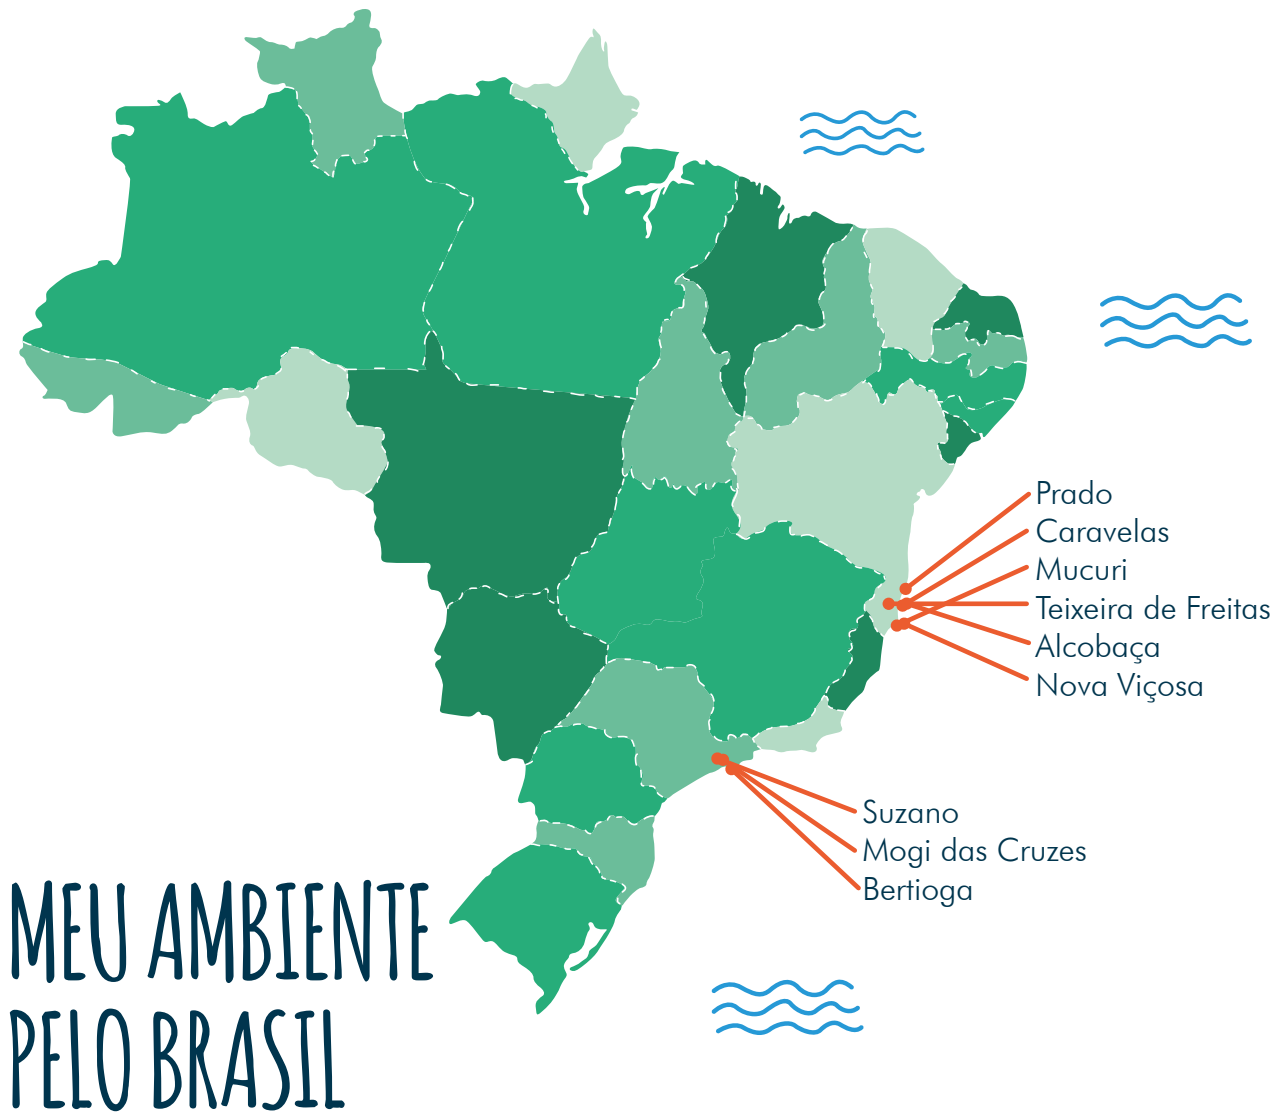 Prado
Caravelas
Mucuri
Teixeira de Freitas
Alcobaça
Nova Viçosa
Suzano
Mogi das Cruzes
Bertioga
MEU AMBIENTE
PELO BRASIL